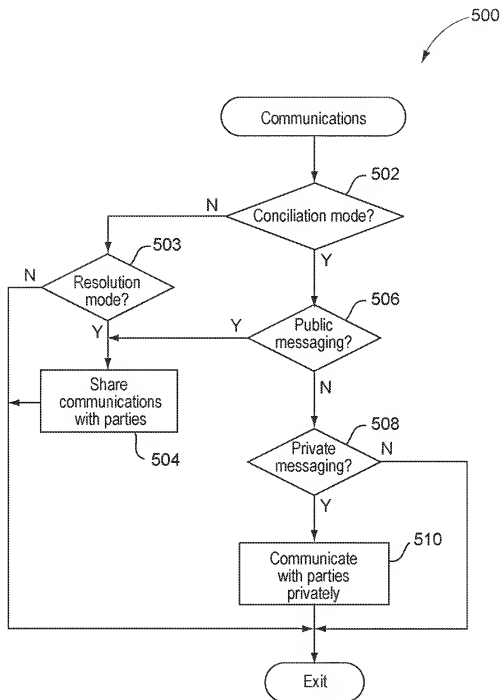 500
Communications
502
N
Conciliation mode?
503
Y
N
Resolution
mode?
506
Y
Public
messaging?
Y
N
Share
communications
with parties
504
508
Private
messaging?
N
Y
510
Communicate
with parties
privately
Exit